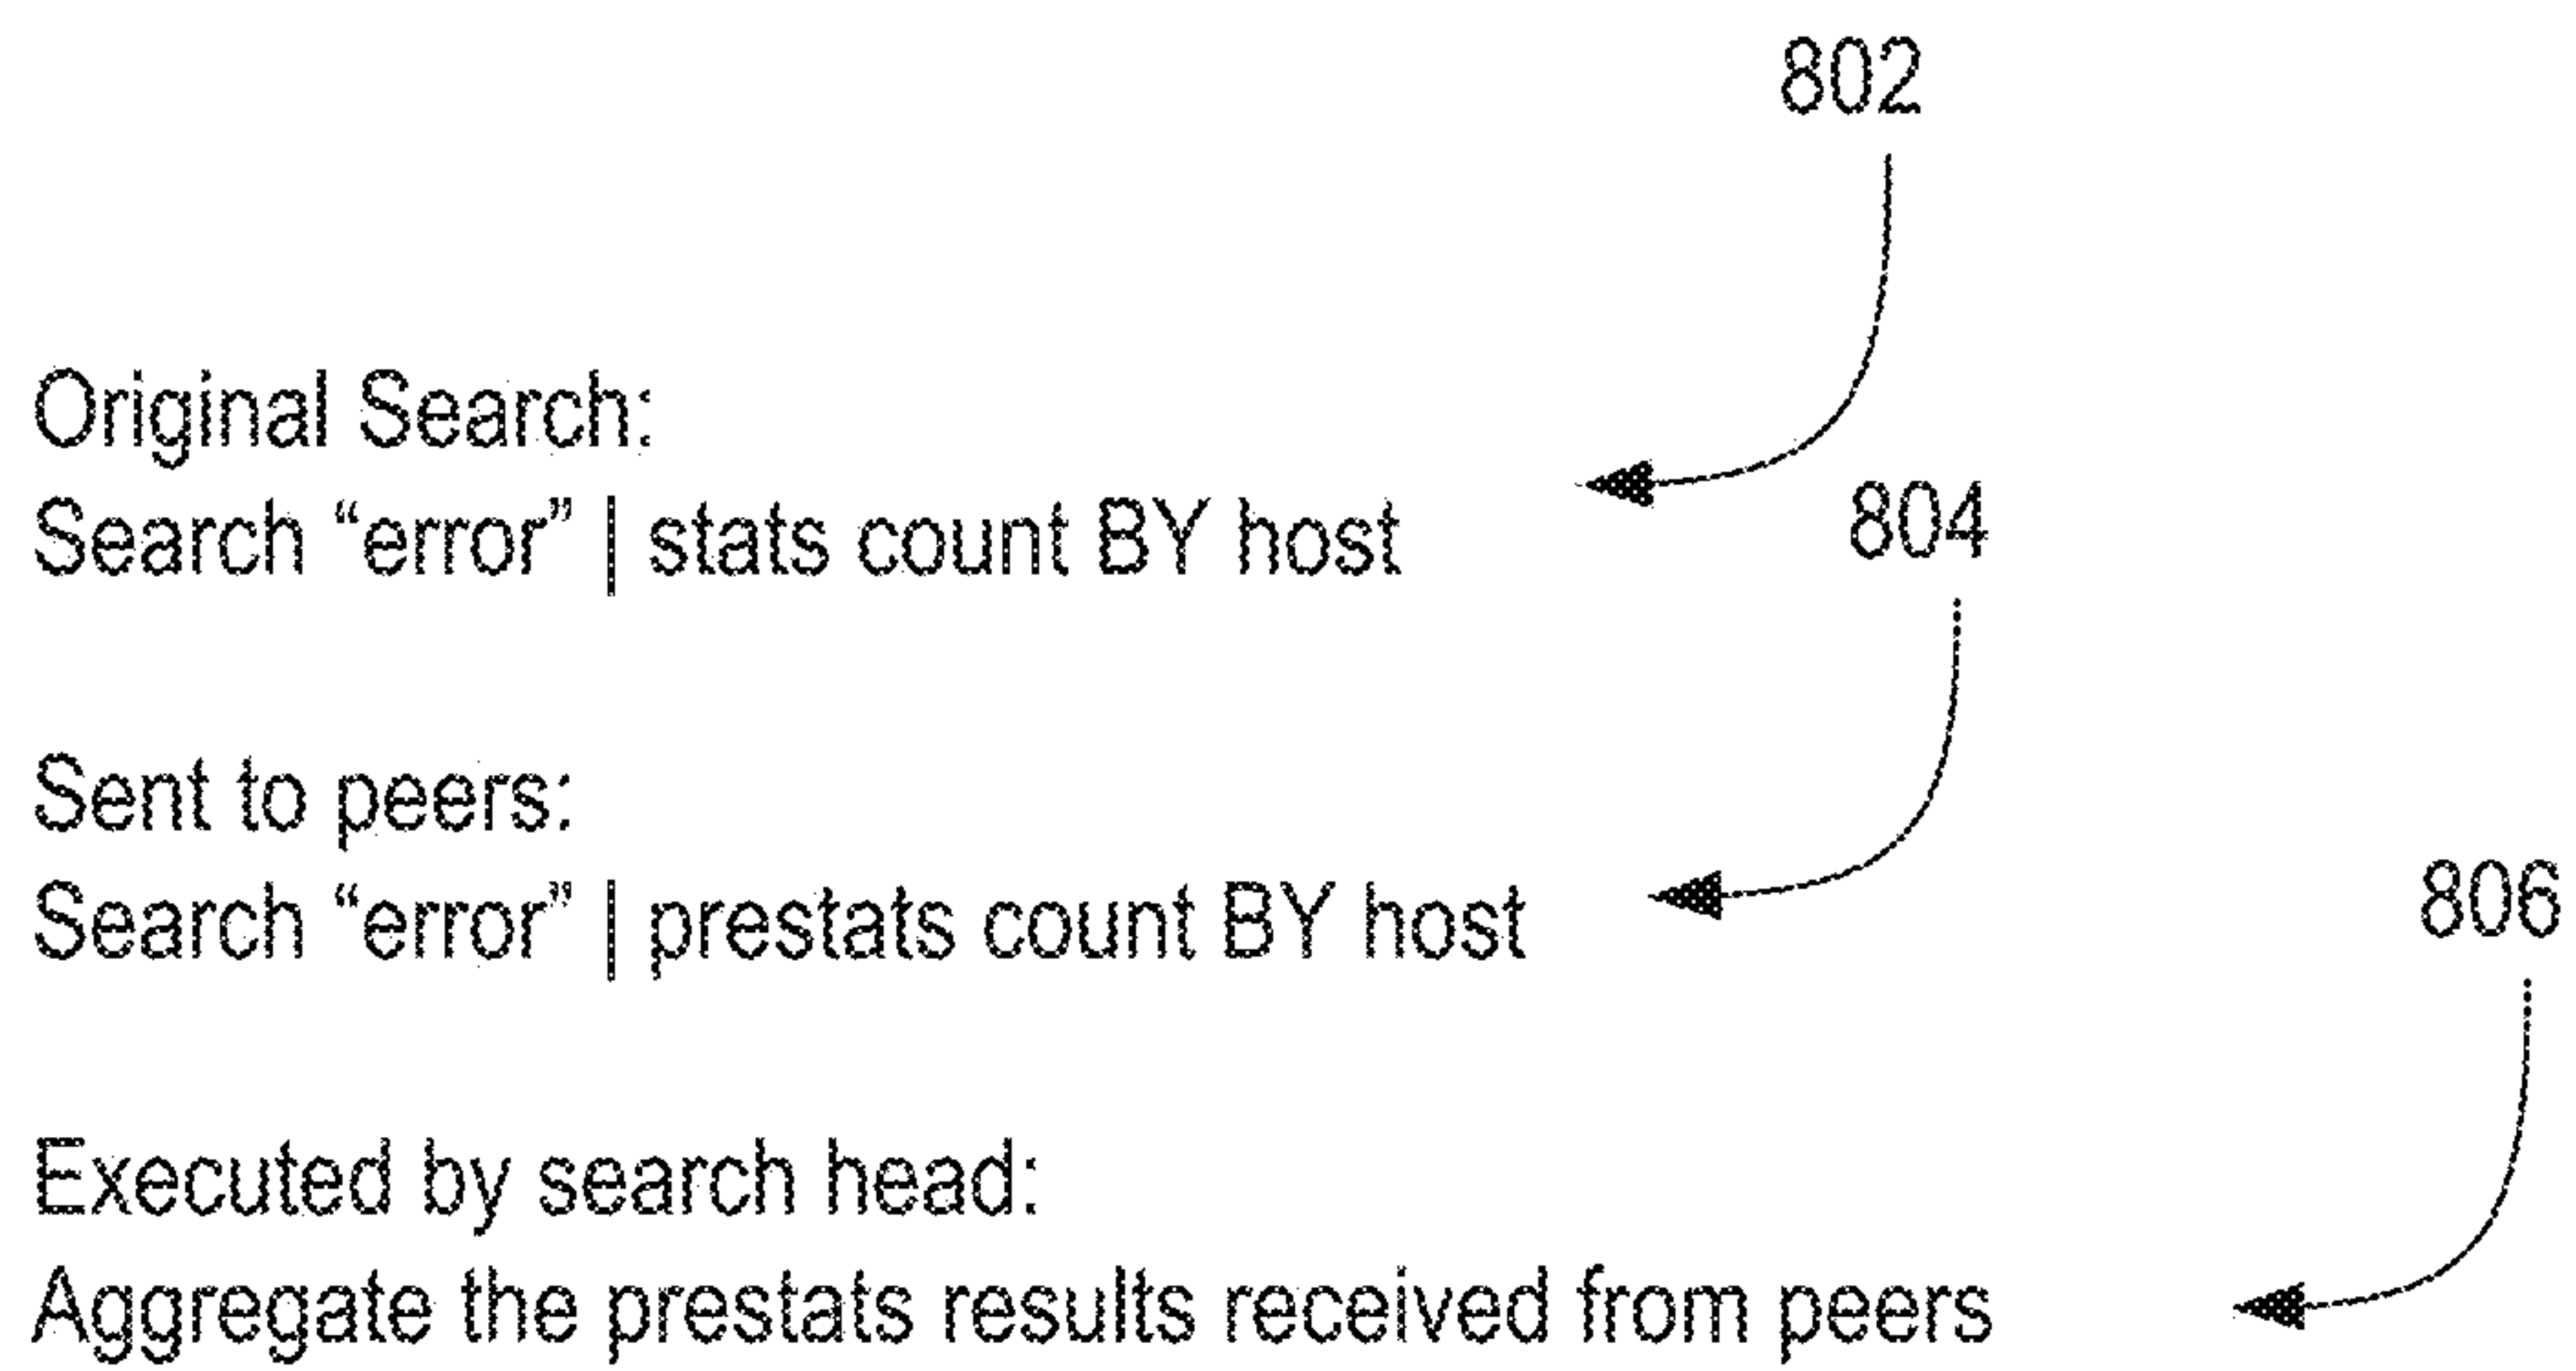 802
Original Search:
Search “error” | stats count BY host
804
Sent to peers:
Search “error” | prestats count BY host
806
Executed by search head:
Aggregate the prestats results received from peers